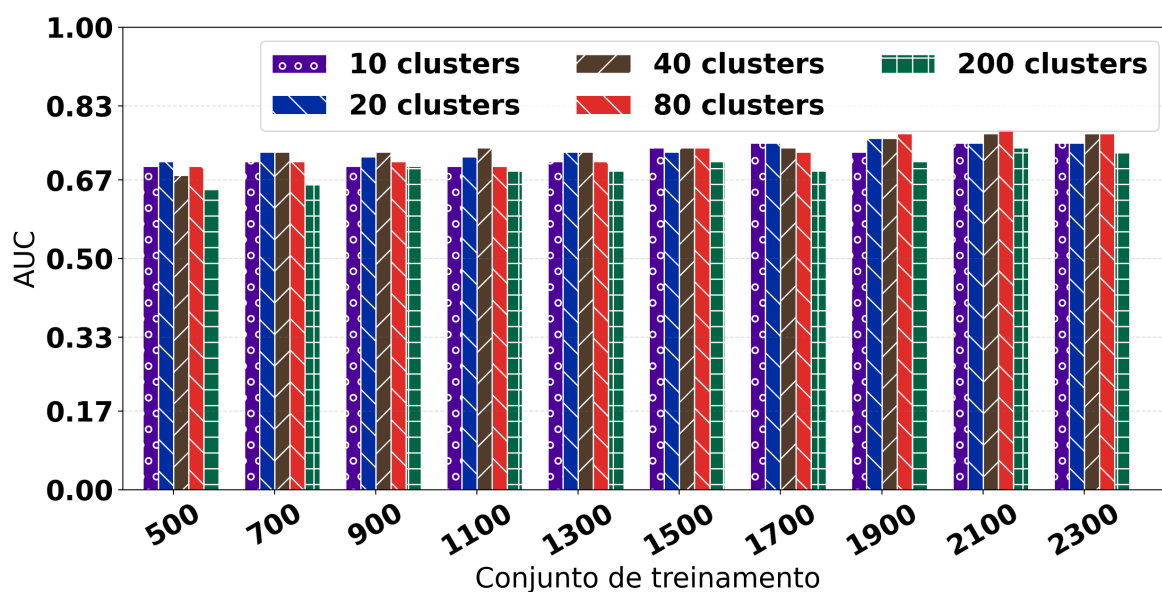 1.00
0.83
0.67
0.50
0.33
0.17
0.00
AUC
10 clusters
20 clusters
40 clusters
80 clusters
200 clusters
500
700
900
1100
1300
1500
1700
1900
2100
2300
Conjunto de treinamento